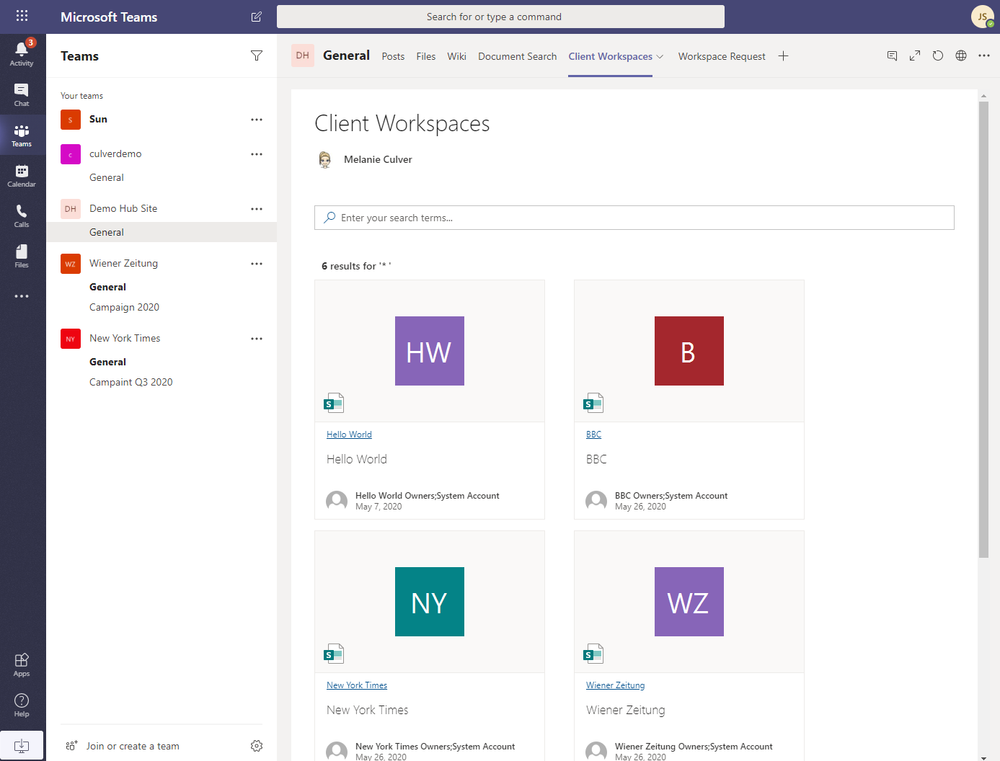 Microsoft Teams
Search for or type a command
JS
3
Activity
Chat
Teams
Calendar
Calls
Files
Apps
Help
Teams
Your teams
S Sun
c culverdemo
General
DH Demo Hub Site
General
WZ Wiener Zeitung
General
Campaign 2020
NY New York Times
General
Campaint Q3 2020
Join or create a team
DH General Posts Files Wiki Document Search Client Workspaces Workspace Request
Client Workspaces
Melanie Culver
Enter your search terms...
6 results for '* '
HW
S
Hello World
Hello World
Hello World Owners;System Account
May 7, 2020
B
S
BBC
BBC
BBC Owners;System Account
May 26, 2020
NY
S
New York Times
New York Times
New York Times Owners;System Account
May 26, 2020
WZ
S
Wiener Zeitung
Wiener Zeitung
Wiener Zeitung Owners;System Account
May 26, 2020